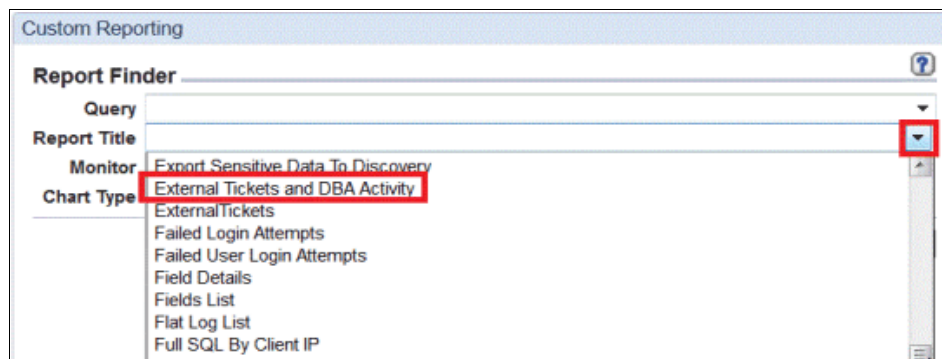 Custom Reporting
Report Finder
?
Query
Report Title
Monitor Export Sensitive Data To Discovery
Chart Type External Tickets and DBA Activity
ExternalTickets
Failed Login Attempts
Failed User Login Attempts
Field Details
Fields List
Flat Log List
Full SQL By Client IP